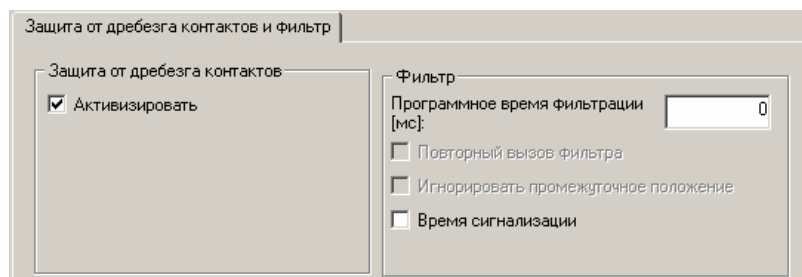 Защита от дребезга контактов и фильтр
Защита от дребезга контактов
Активизировать
Фильтр
Программное время фильтрации
[мс]:
0
Повторный вызов фильтра
Игнорировать промежуточное положение
Время сигнализации